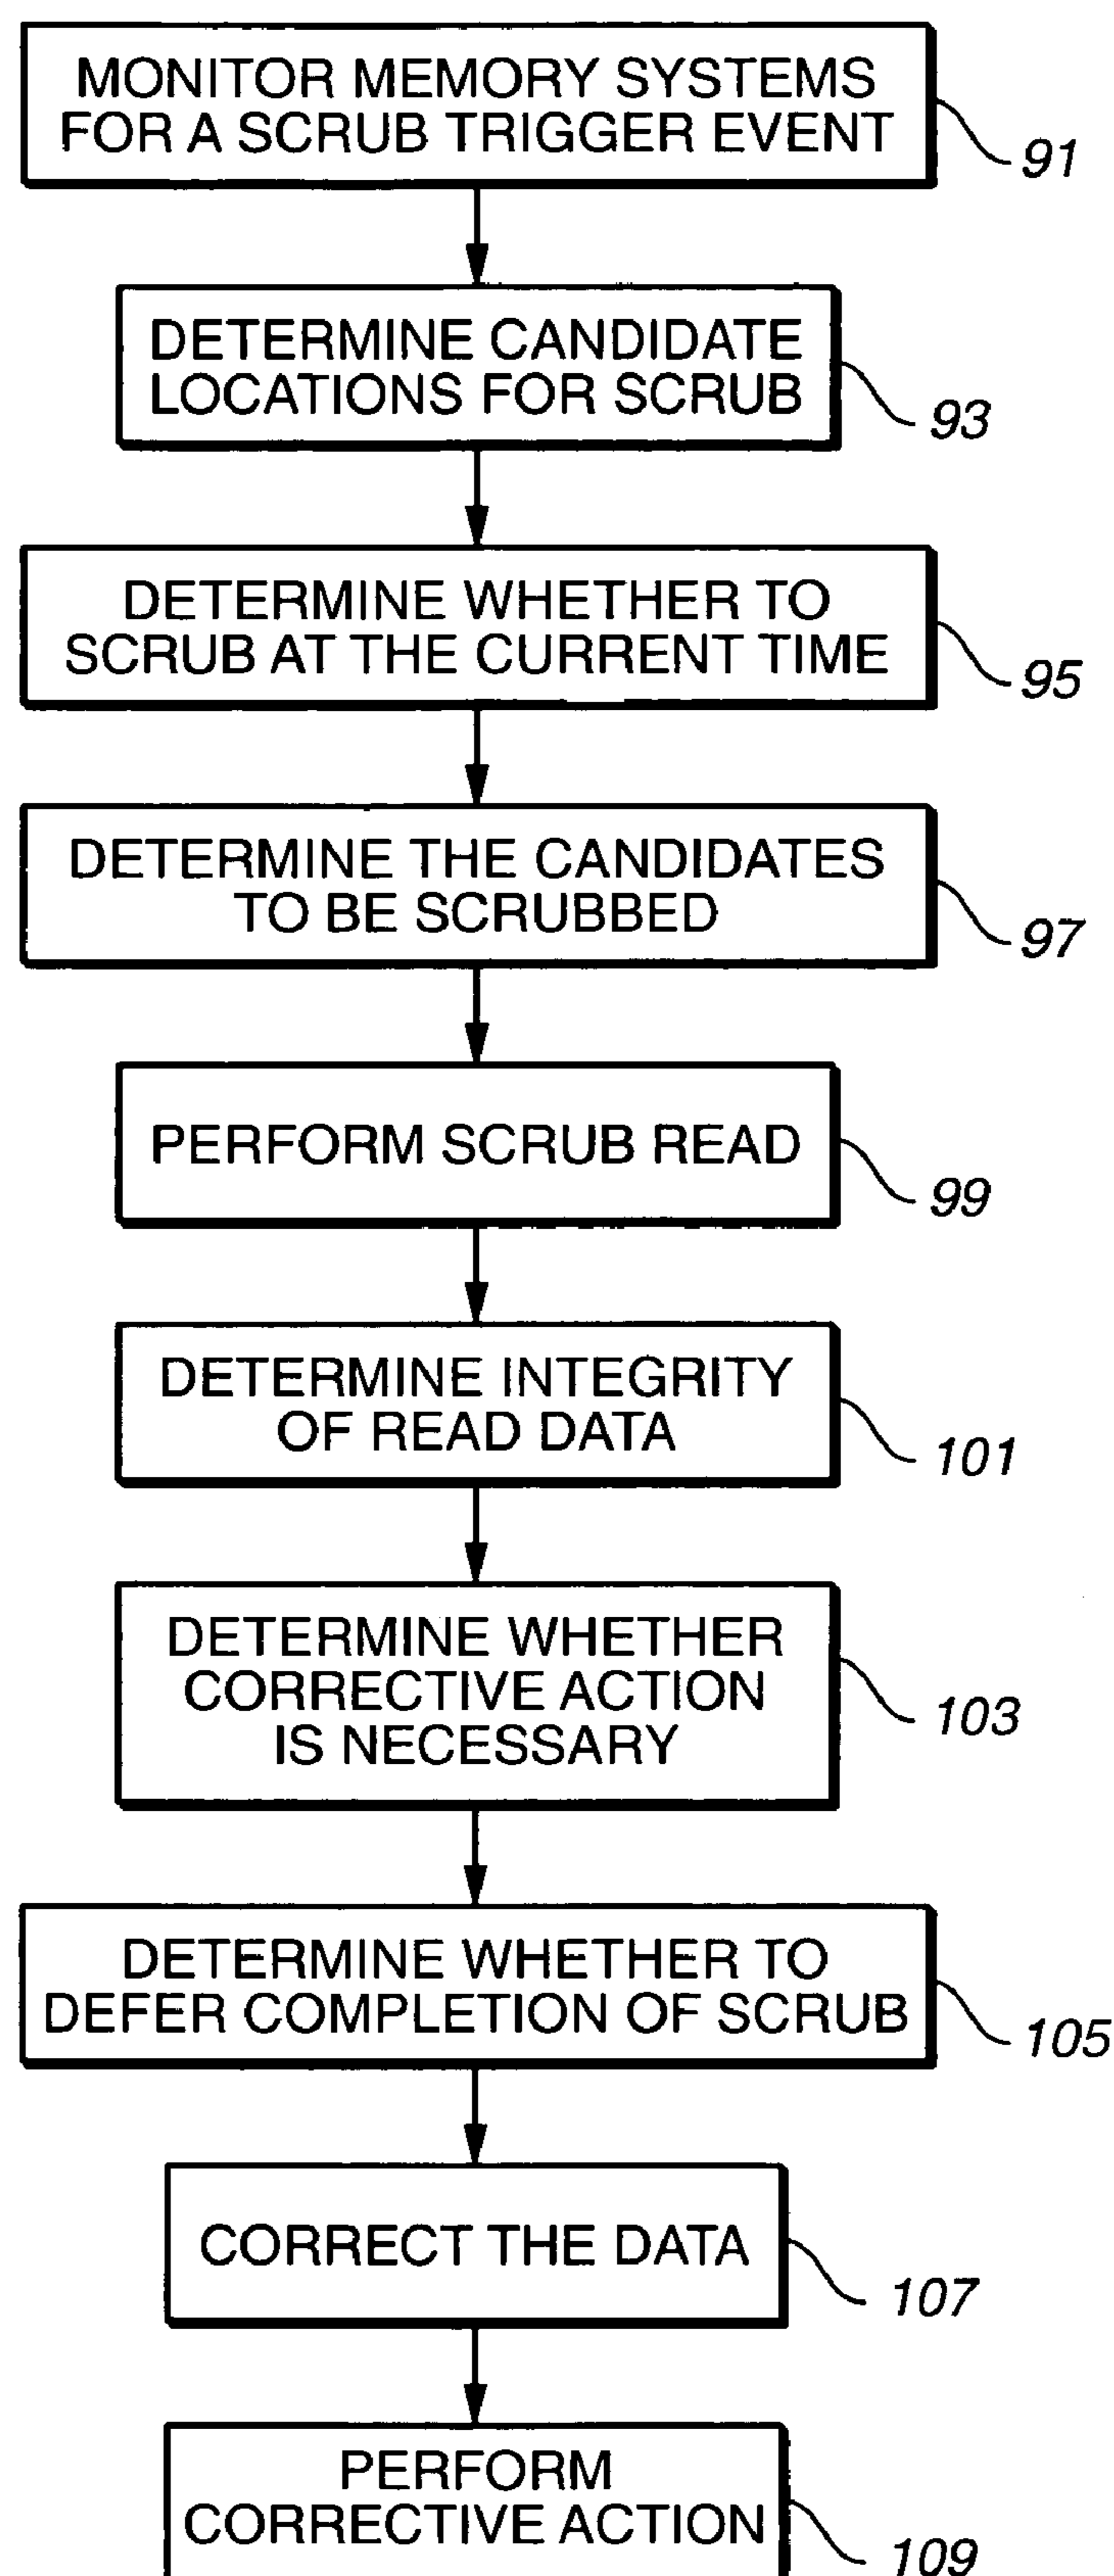 MONITOR MEMORY SYSTEMS
FOR A SCRUB TRIGGER EVENT
91
DETERMINE CANDIDATE
LOCATIONS FOR SCRUB
93
DETERMINE WHETHER TO
SCRUB AT THE CURRENT TIME
95
DETERMINE THE CANDIDATES
TO BE SCRUBBED
97
PERFORM SCRUB READ
99
DETERMINE INTEGRITY
OF READ DATA
101
DETERMINE WHETHER
CORRECTIVE ACTION
IS NECESSARY
103
DETERMINE WHETHER TO
DEFER COMPLETION OF SCRUB
105
CORRECT THE DATA
107
PERFORM
CORRECTIVE ACTION
109